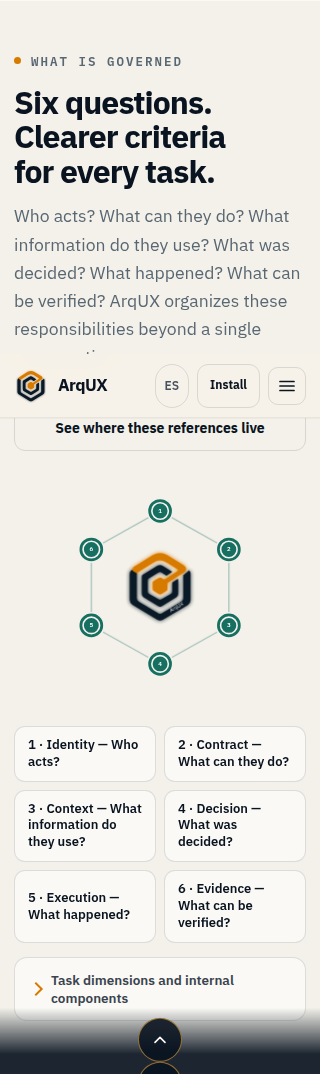 WHAT IS GOVERNED
Six questions.
Clearer criteria
for every task.
Who acts? What can they do? What
information do they use? What was
decided? What happened? What can
be verified? ArqUX organizes these
responsibilities beyond a single
ArqUX
ES
Install
See where these references live
1
2
3
4
5
6
ArqUX
1 · Identity — Who
acts?
2 · Contract —
What can they do?
3 · Context — What
information do
they use?
4 · Decision —
What was
decided?
5 · Execution —
What happened?
6 · Evidence —
What can be
verified?
Task dimensions and internal
components